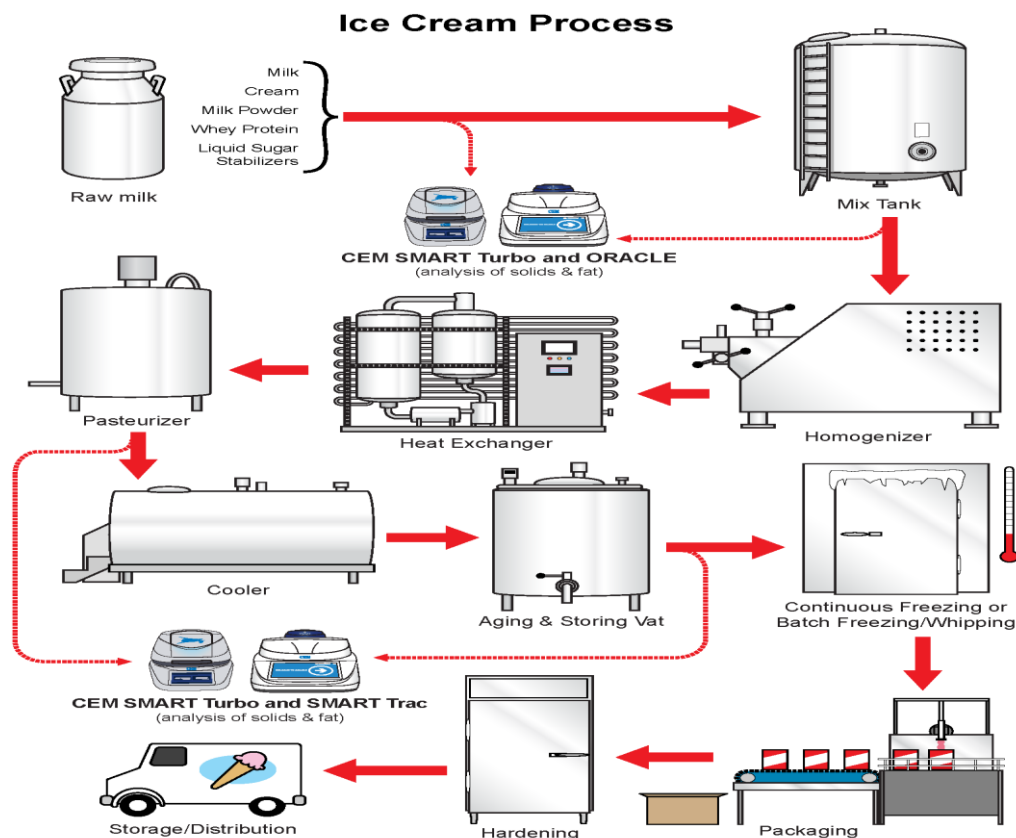 Ice Cream Process
Milk
Cream
Milk Powder
Whey Protein
Liquid Sugar
Stabilizers
Raw milk
Mix Tank
CEM SMART Turbo and ORACLE
(analysis of solids & fat)
Pasteurizer
Heat Exchanger
Homogenizer
Cooler
Aging & Storing Vat
Continuous Freezing or
Batch Freezing/Whipping
CEM SMART Turbo and SMART Trac
(analysis of solids & fat)
Storage/Distribution
Hardening
Packaging